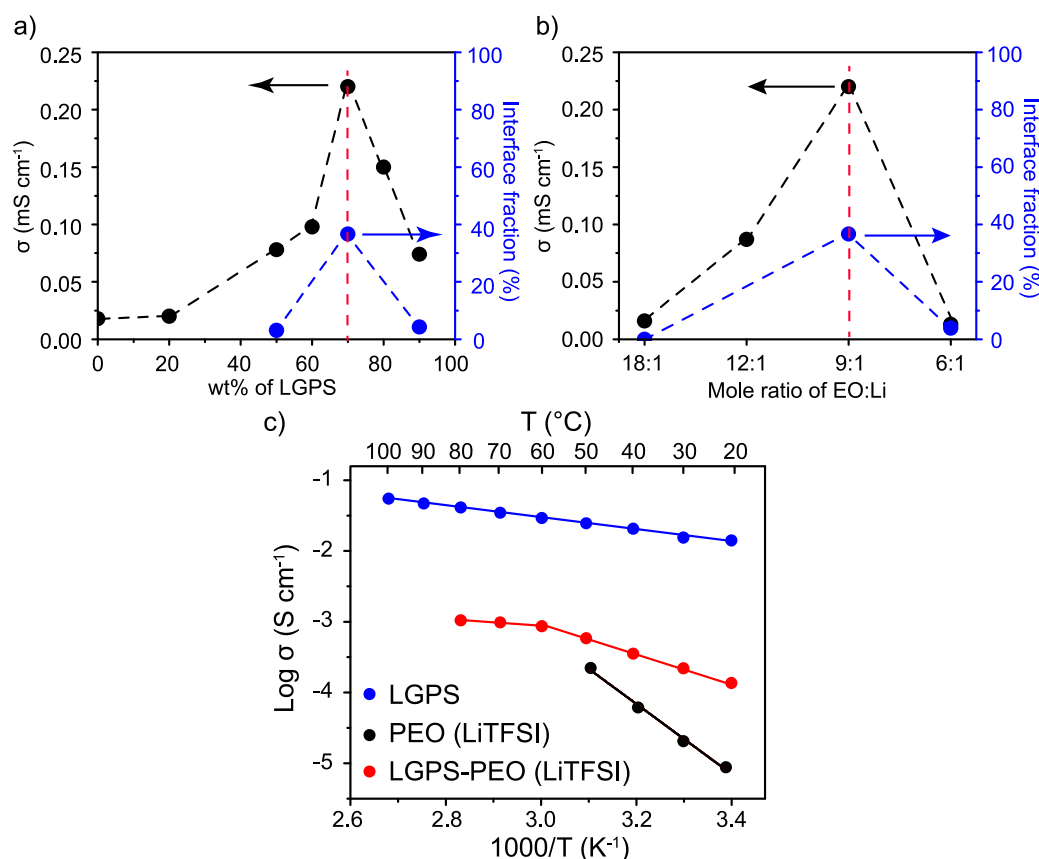 a)
0.25
0.20
0.15
0.10
0.05
0.00
σ (mS cm⁻¹)
100
80
60
40
20
0
Interface fraction (%)
0 20 40 60 80 100
wt% of LGPS
b)
0.25
0.20
0.15
0.10
0.05
0.00
σ (mS cm⁻¹)
100
80
60
40
20
0
Interface fraction (%)
18:1 12:1 9:1 6:1
Mole ratio of EO:Li
c)
T (°C)
100 90 80 70 60 50 40 30 20
-1
-2
-3
-4
-5
Log σ (S cm⁻¹)
LGPS
PEO (LiTFSI)
LGPS-PEO (LiTFSI)
2.6 2.8 3.0 3.2 3.4
1000/T (K⁻¹)